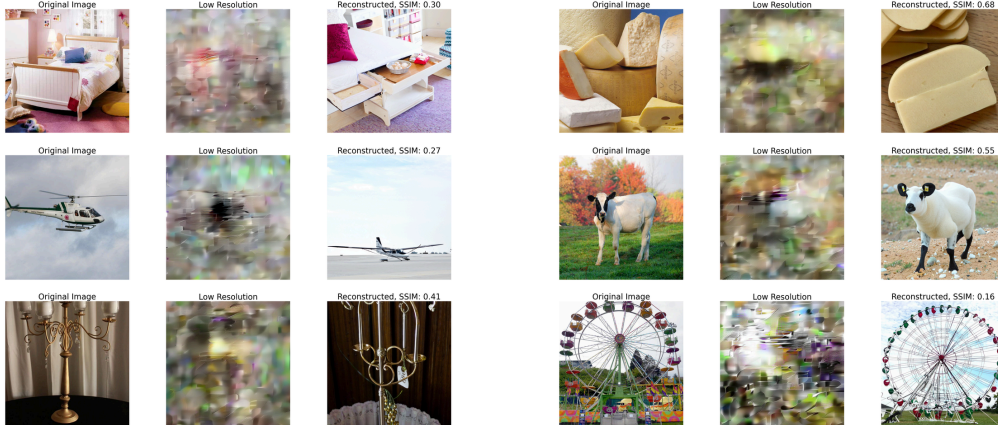 Original Image Low Resolution Reconstructed, SSIM: 0.30 Original Image Low Resolution Reconstructed, SSIM: 0.68
Original Image Low Resolution Reconstructed, SSIM: 0.27 Original Image Low Resolution Reconstructed, SSIM: 0.55
Original Image Low Resolution Reconstructed, SSIM: 0.41 Original Image Low Resolution Reconstructed, SSIM: 0.16